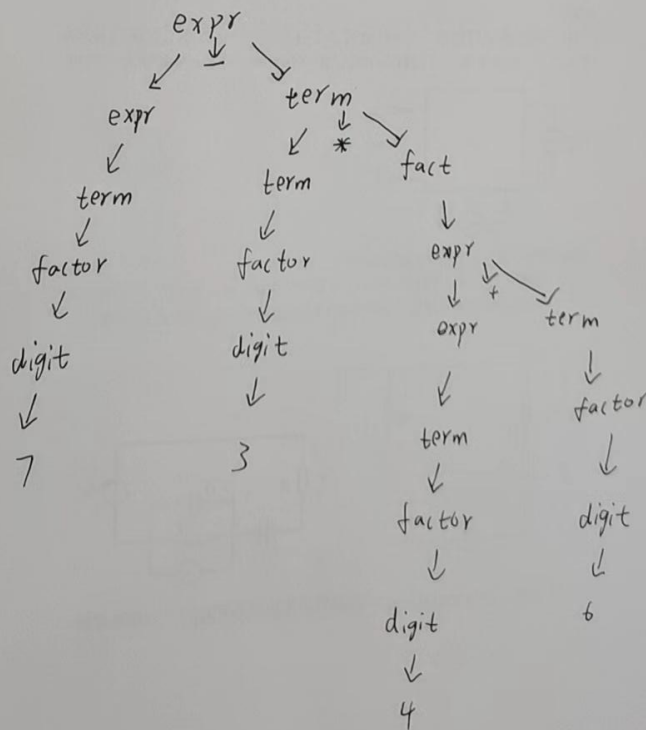 expr
expr - term
term term * fact
factor factor expr
digit digit expr + term
7 3 term factor
factor digit
digit 6
4